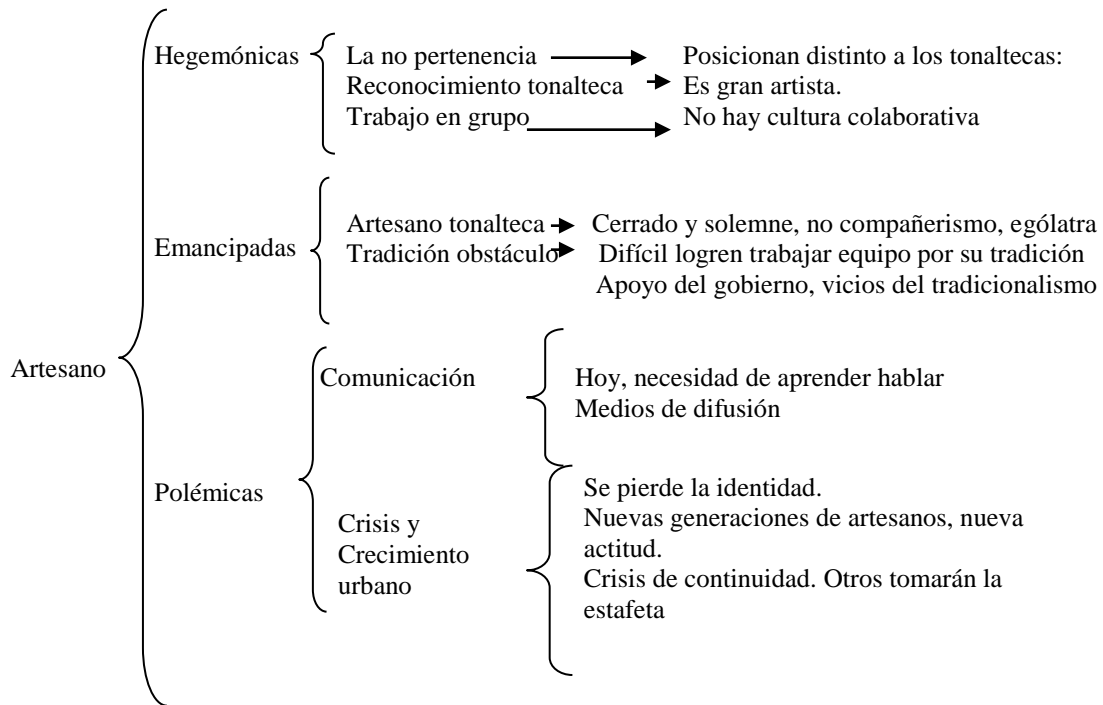 Artesano
Hegemónicas
La no pertenencia
Posicionan distinto a los tonaltecas:
Reconocimiento tonalteca
Es gran artista.
Trabajo en grupo
No hay cultura colaborativa
Emancipadas
Artesano tonalteca
Cerrado y solemne, no compañerismo, ególatra
Tradición obstáculo
Difícil logren trabajar equipo por su tradición
Apoyo del gobierno, vicios del tradicionalismo
Polémicas
Comunicación
Hoy, necesidad de aprender hablar
Medios de difusión
Crisis y
Crecimiento
urbano
Se pierde la identidad.
Nuevas generaciones de artesanos, nueva
actitud.
Crisis de continuidad. Otros tomarán la
estafeta